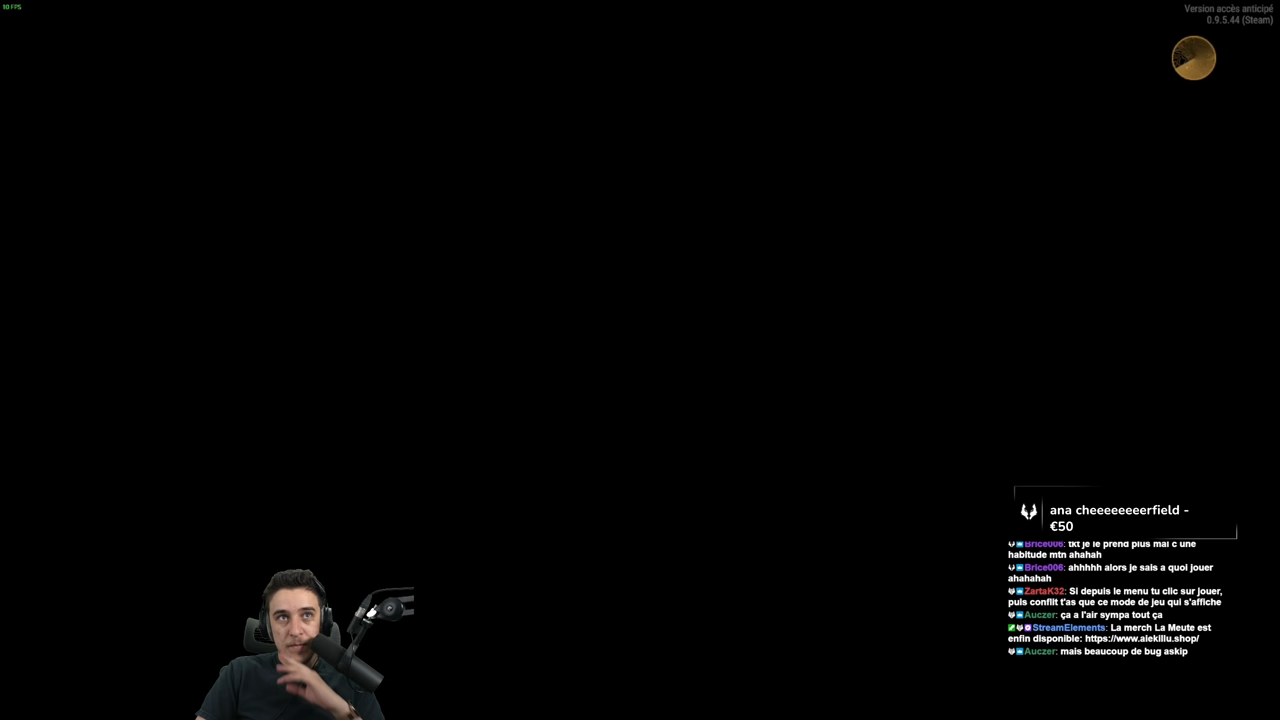 10 FPS
Version accès anticipé
0.9.5.44 (Steam)
ana cheeeeeeeerfield -
€50
Brice006: tkt je le prend plus mal c une
habitude mtn ahahah
Brice006: ahhhhh alors je sais a quoi jouer
ahahahah
ZartaK32: Si depuis le menu tu clic sur jouer,
puis conflit t'as que ce mode de jeu qui s'affiche
Auczer: ça a l'air sympa tout ça
StreamElements: La merch La Meute est
enfin disponible: https://www.alekillu.shop/
Auczer: mais beaucoup de bug askip